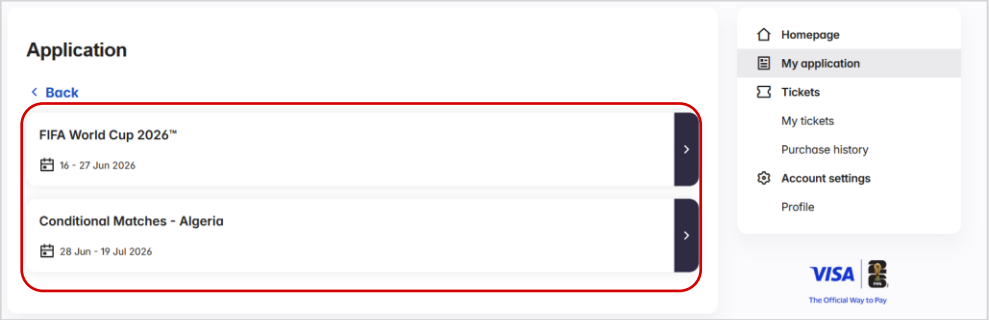 Application
Back
FIFA World Cup 2026™
16 - 27 Jun 2026
Conditional Matches - Algeria
28 Jun - 19 Jul 2026
Homepage
My application
Tickets
My tickets
Purchase history
Account settings
Profile
VISA
FIFA
The Official Way to Pay